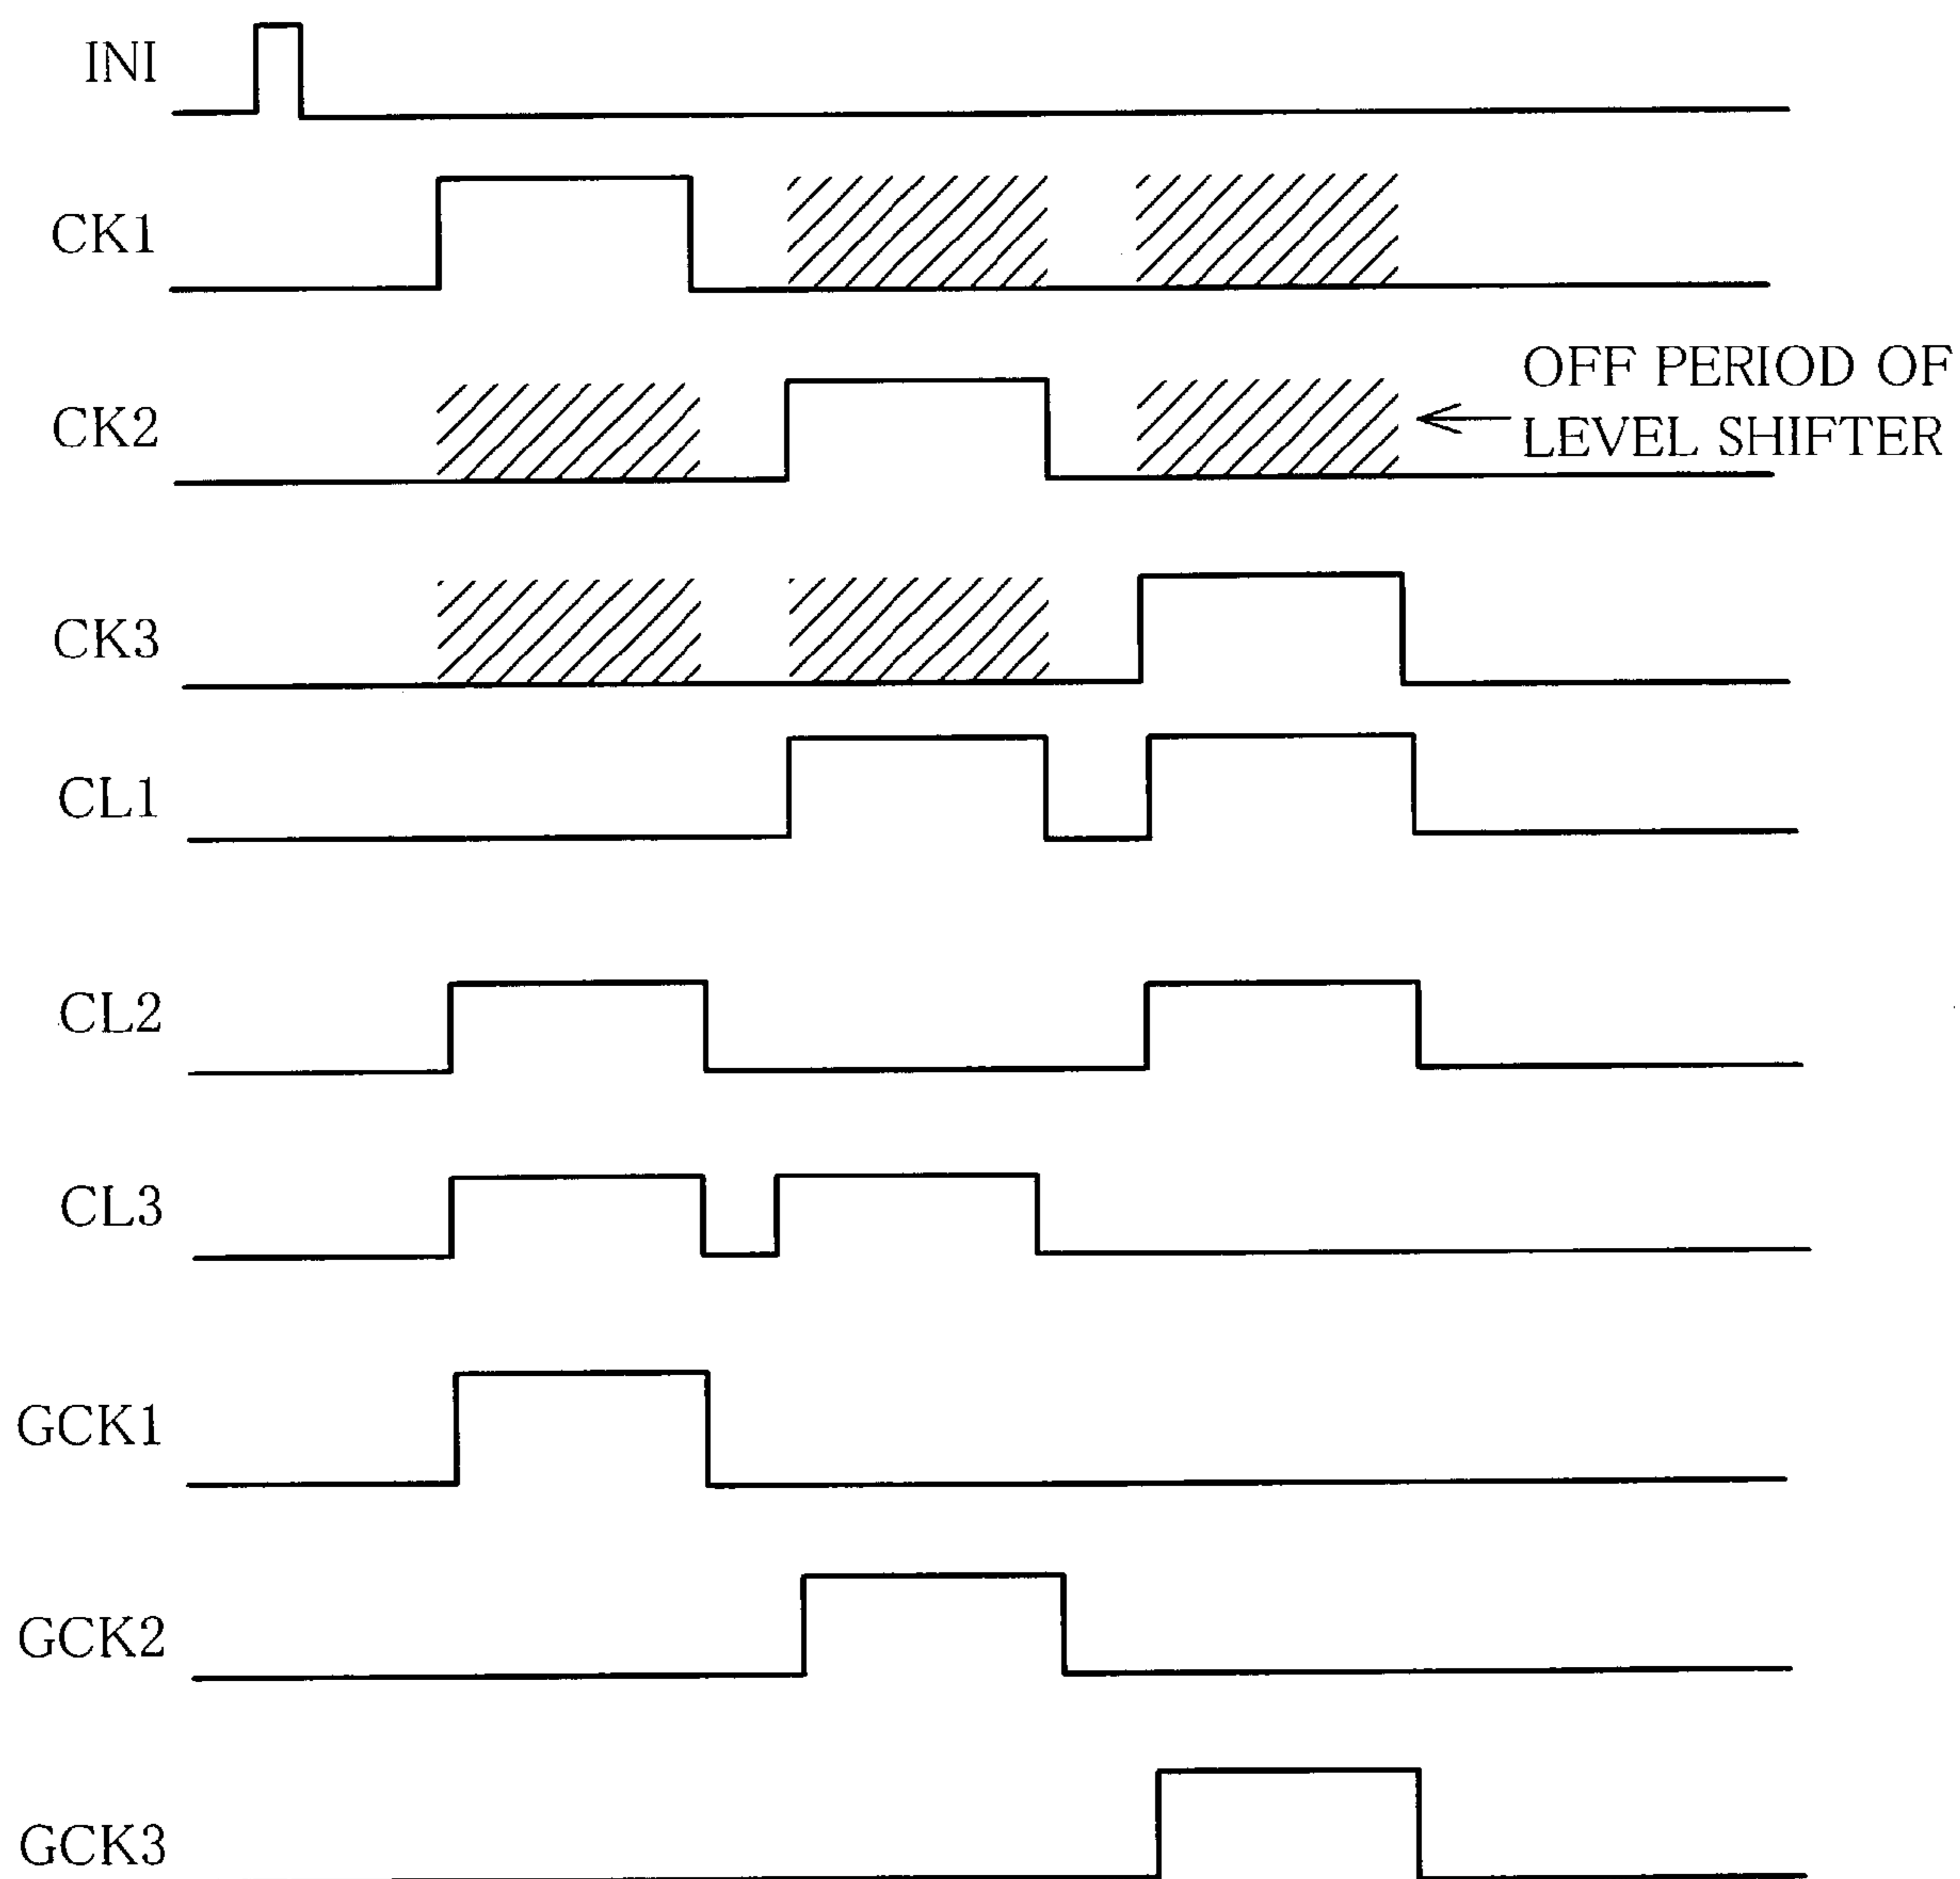 INI
CK1
CK2
OFF PERIOD OF
LEVEL SHIFTER
CK3
CL1
CL2
CL3
GCK1
GCK2
GCK3